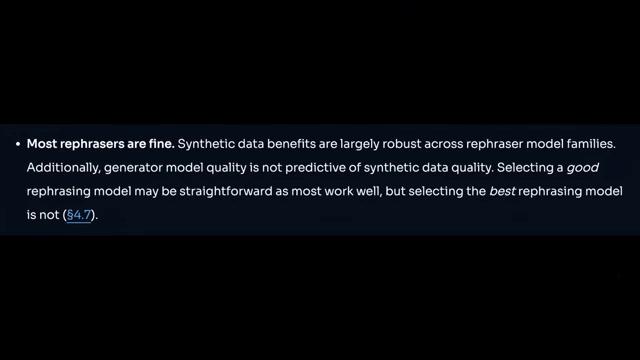 • Most rephrasers are fine. Synthetic data benefits are largely robust across rephraser model families.
Additionally, generator model quality is not predictive of synthetic data quality. Selecting a good
rephrasing model may be straightforward as most work well, but selecting the best rephrasing model
is not (§4.7).